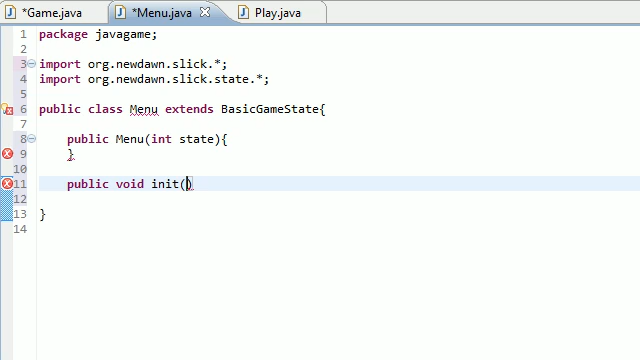 *Game.java *Menu.java Play.java
1 package javagame;
2
3 import org.newdawn.slick.*;
4 import org.newdawn.slick.state.*;
5
6 public class Menu extends BasicGameState{
7
8 public Menu(int state){
9 }
10
11 public void init()
12
13 }
14